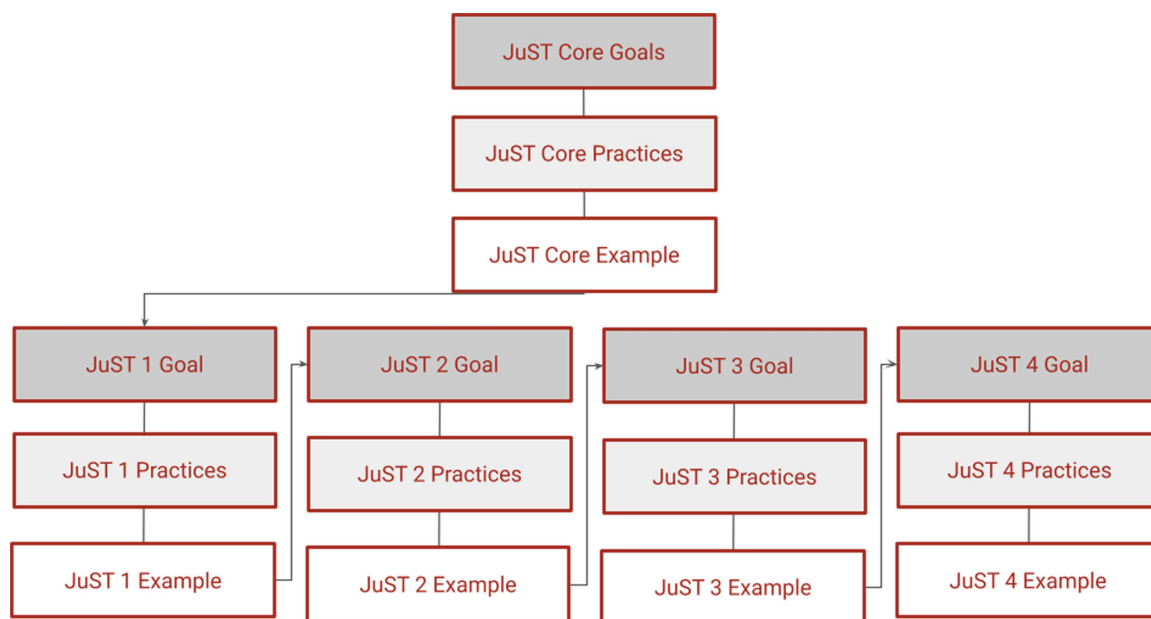 JuST Core Goals
JuST Core Practices
JuST Core Example
JuST 1 Goal
JuST 1 Practices
JuST 1 Example
JuST 2 Goal
JuST 2 Practices
JuST 2 Example
JuST 3 Goal
JuST 3 Practices
JuST 3 Example
JuST 4 Goal
JuST 4 Practices
JuST 4 Example